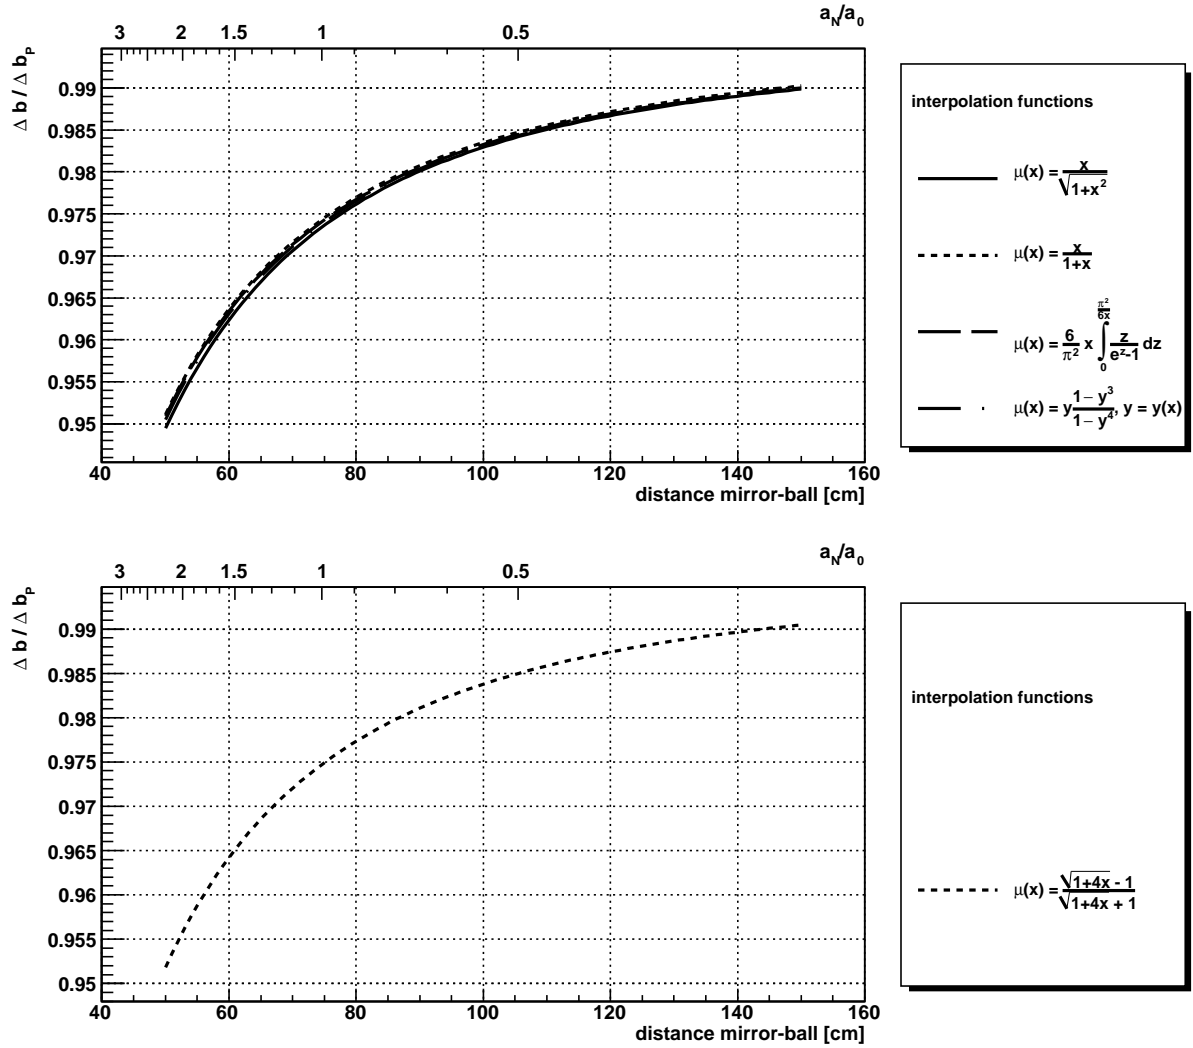 a_N/a_0
3 2 1.5 1 0.5
Δ b / Δ b_P
0.99
0.985
0.98
0.975
0.97
0.965
0.96
0.955
0.95
40 60 80 100 120 140 160
distance mirror-ball [cm]
interpolation functions
μ(x) = x / √1+x²
μ(x) = x / 1+x
μ(x) = 6/π² x ∫_0^{π²/6x} z / e^z-1 dz
μ(x) = y 1 – y³ / 1 – y⁴, y = y(x)
a_N/a_0
3 2 1.5 1 0.5
Δ b / Δ b_P
0.99
0.985
0.98
0.975
0.97
0.965
0.96
0.955
0.95
40 60 80 100 120 140 160
distance mirror-ball [cm]
interpolation functions
μ(x) = √1+4x - 1 / √1+4x + 1